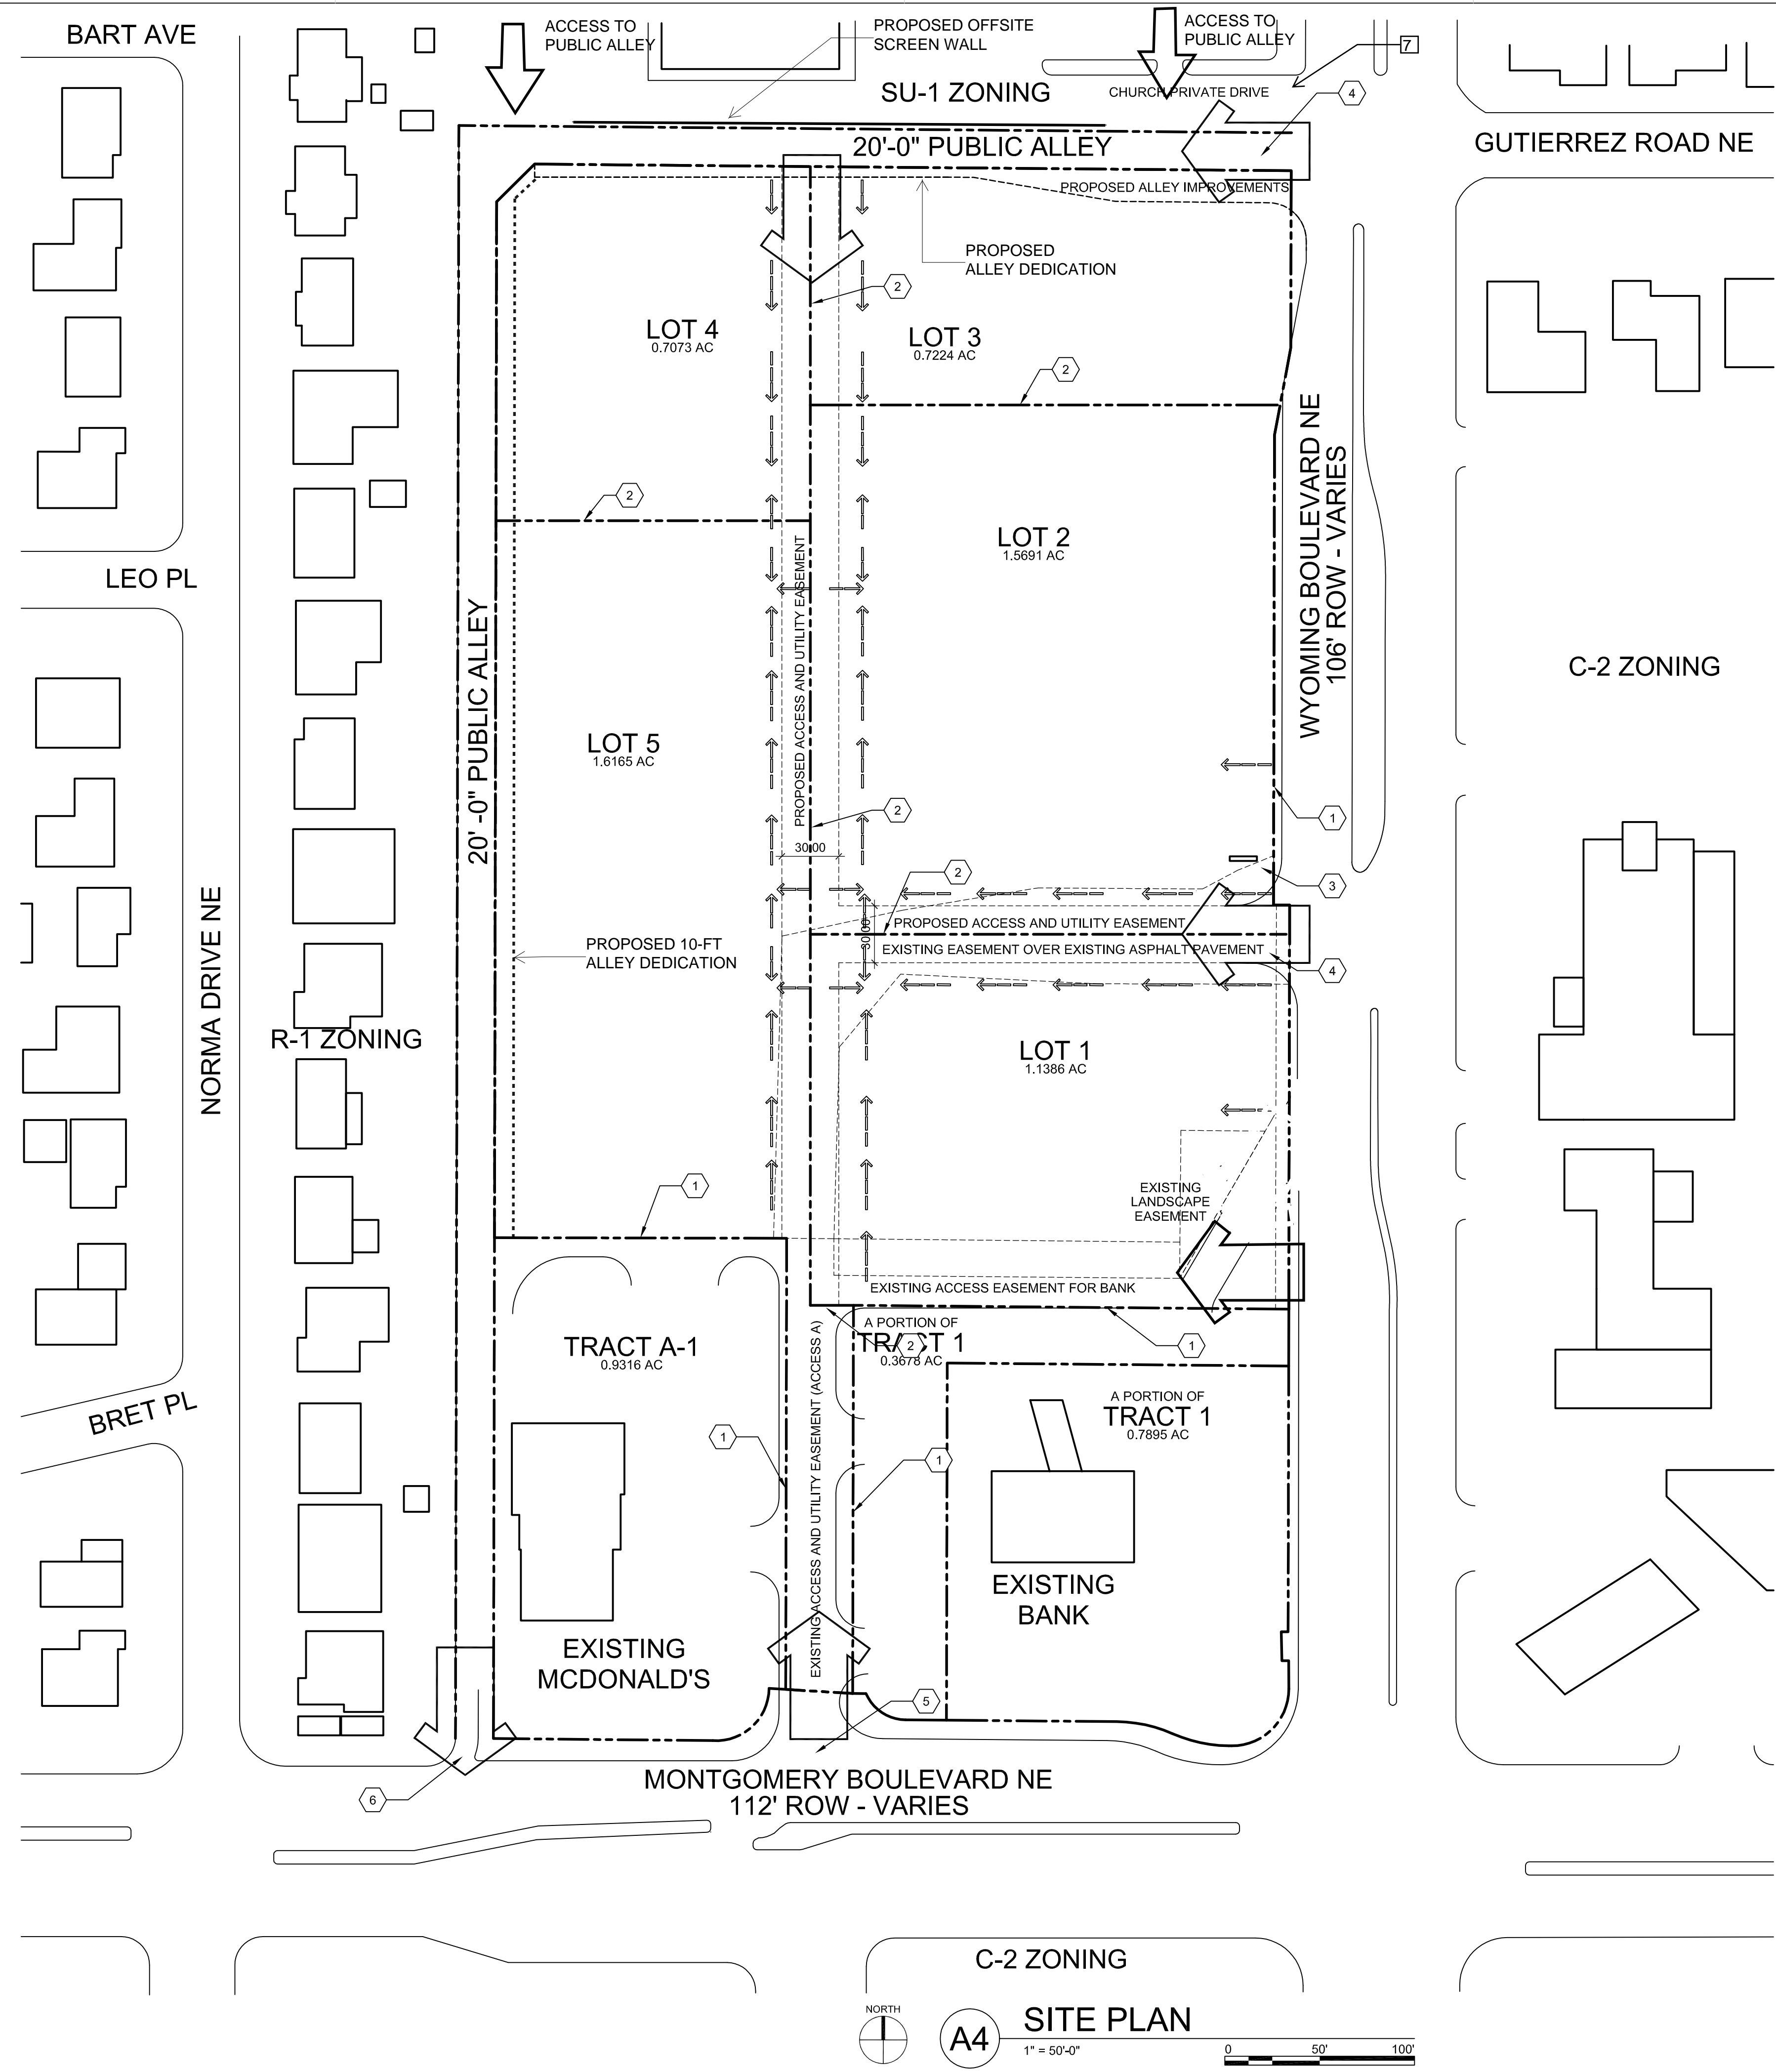 BART AVE
ACCESS TO
PUBLIC ALLEY
PROPOSED OFFSITE
SCREEN WALL
ACCESS TO
PUBLIC ALLEY
7
SU-1 ZONING
CHURCH PRIVATE DRIVE
4
20'-0" PUBLIC ALLEY
GUTIERREZ ROAD NE
PROPOSED ALLEY IMPROVEMENTS
PROPOSED
ALLEY DEDICATION
2
LOT 4
0.7073 AC
LOT 3
0.7224 AC
2
2
LOT 2
1.5691 AC
WYOMING BOULEVARD NE
106' ROW - VARIES
LEO PL
PROPOSED ACCESS AND UTILITY EASEMENT
20' -0" PUBLIC ALLEY
C-2 ZONING
LOT 5
1.6165 AC
2
1
30.00
2
3
PROPOSED ACCESS AND UTILITY EASEMENT
30.00
EXISTING EASEMENT OVER EXISTING ASPHALT PAVEMENT
4
PROPOSED 10-FT
ALLEY DEDICATION
NORMA DRIVE NE
R-1 ZONING
LOT 1
1.1386 AC
1
EXISTING
LANDSCAPE
EASEMENT
EXISTING ACCESS EASEMENT FOR BANK
A PORTION OF
TRACT 1
0.3678 AC
2
1
TRACT A-1
0.9316 AC
EXISTING ACCESS AND UTILITY EASEMENT (ACCESS A)
BRET PL
A PORTION OF
TRACT 1
0.7895 AC
1
1
EXISTING
BANK
EXISTING
MCDONALD'S
5
6
MONTGOMERY BOULEVARD NE
112' ROW - VARIES
C-2 ZONING
NORTH
A4
SITE PLAN
1" = 50'-0"
0 50' 100'